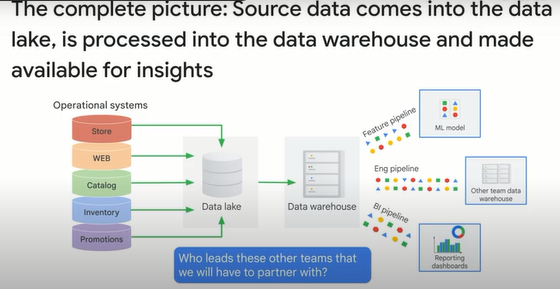 The complete picture: Source data comes into the data
lake, is processed into the data warehouse and made
available for insights
Operational systems
Store
WEB
Catalog
Inventory
Promotions
Data lake
Data warehouse
Feature pipeline
ML model
Eng pipeline
Other team data
warehouse
BI pipeline
Reporting
dashboards
Who leads these other teams that
we will have to partner with?